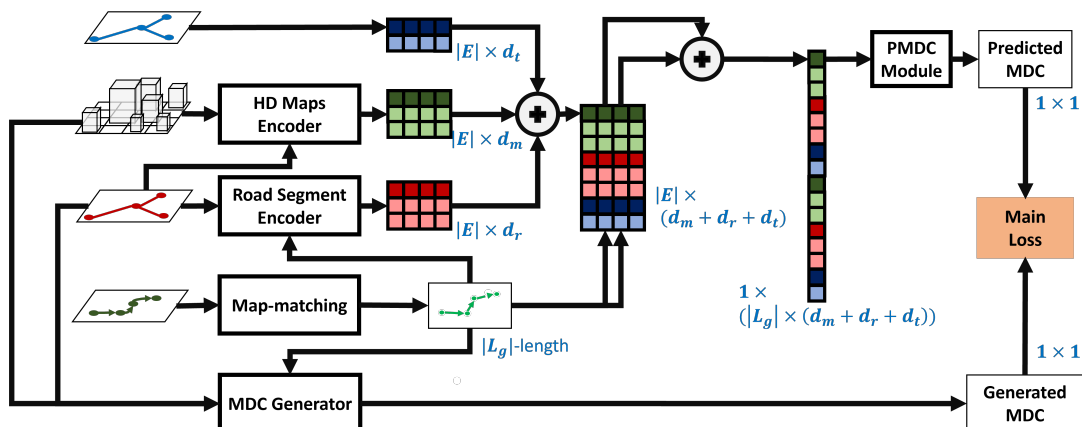 |E| × d_t
HD Maps
Encoder
|E| × d_m
Road Segment
Encoder
|E| × d_r
Map-matching
|L_g|-length
MDC Generator
|E| ×
(d_m + d_r + d_t)
1 ×
(|L_g| × (d_m + d_r + d_t))
PMDC
Module
Predicted
MDC
1 × 1
Main
Loss
1 × 1
Generated
MDC